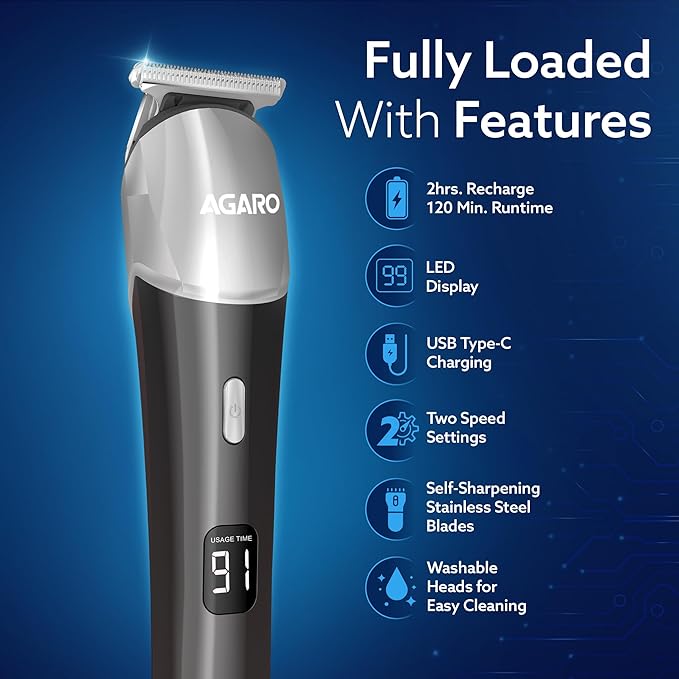 Fully Loaded
With Features
AGARO
2hrs. Recharge
120 Min. Runtime
99
LED
Display
USB Type-C
Charging
2
Two Speed
Settings
Self-Sharpening
Stainless Steel
Blades
USAGE TIME
91
Washable
Heads for
Easy Cleaning